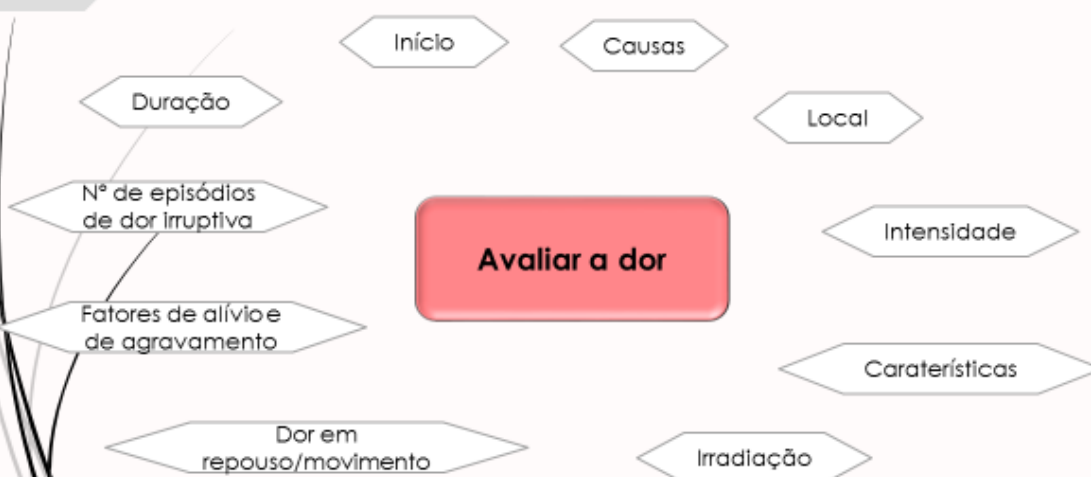 Início
Causas
Duração
Local
Nº de episódios
de dor irruptiva
Intensidade
Avaliar a dor
Fatores de alívio e
de agravamento
Caraterísticas
Dor em
repouso/movimento
Irradiação